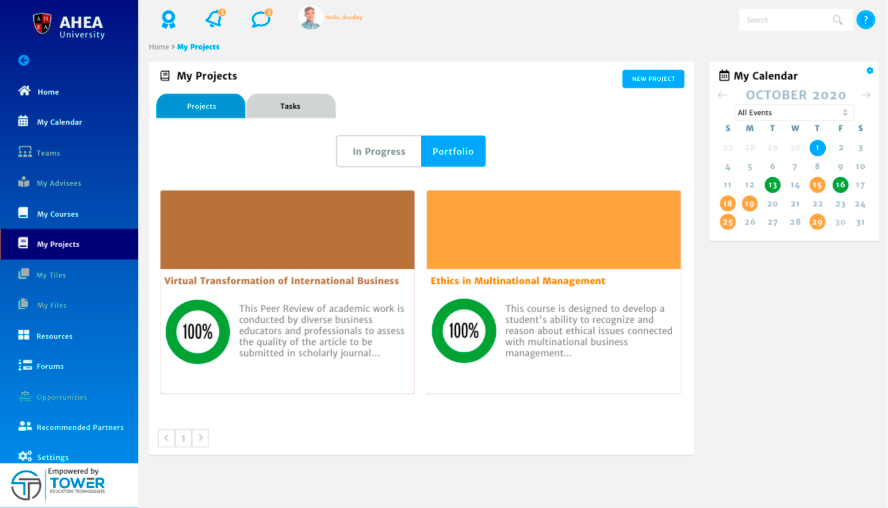 AHEA
University
Home
My Calendar
Teams
My Advisees
My Courses
My Projects
My Tiles
My Files
Resources
Forums
Opportunities
Recommended Partners
Settings
Empowered by
TOWER
EDUCATION TECHNOLOGIES
Hello, Bradley
Search
?
Home > My Projects
My Projects
NEW PROJECT
Projects
Tasks
In Progress
Portfolio
Virtual Transformation of International Business
100%
This Peer Review of academic work is
conducted by diverse business
educators and professionals to assess
the quality of the article to be
submitted in scholarly journal...
Ethics in Multinational Management
100%
This course is designed to develop a
student's ability to recognize and
reason about ethical issues connected
with multinational business
management...
< 1 >
My Calendar
← OCTOBER 2020 →
All Events
S M T W T F S
27 28 29 30 1 2 3
4 5 6 7 8 9 10
11 12 13 14 15 16 17
18 19 20 21 22 23 24
25 26 27 28 29 30 31